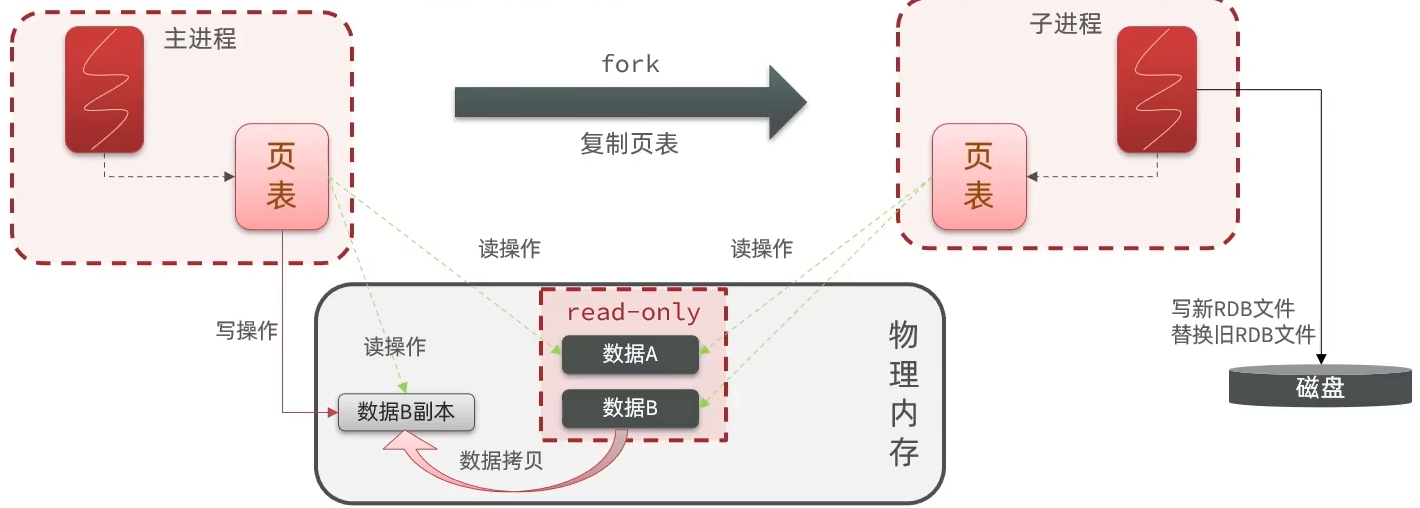 主进程
子进程
fork
复制页表
页
表
页
表
读操作
读操作
写操作
读操作
read-only
数据A
数据B
数据B副本
数据拷贝
物
理
内
存
写新RDB文件
替换旧RDB文件
磁盘